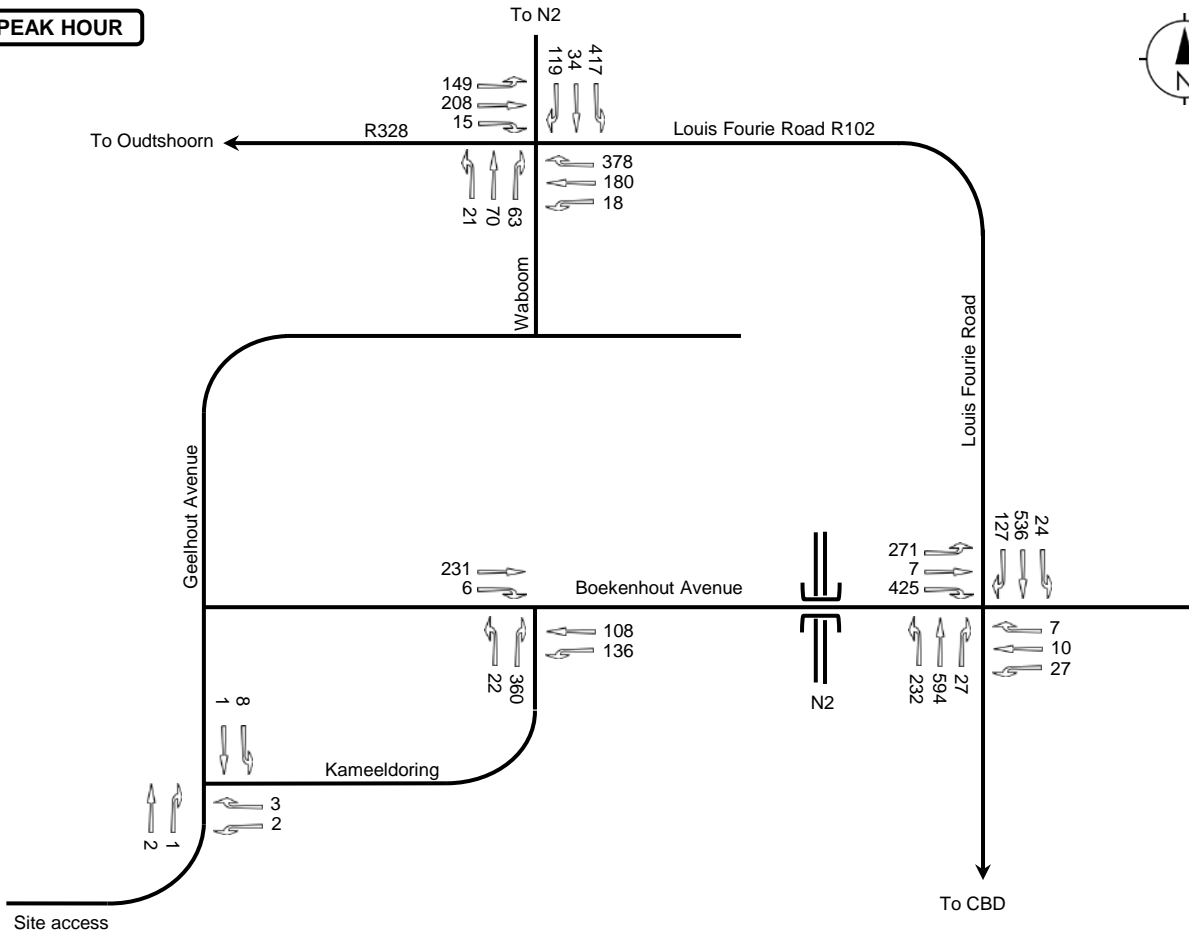 PEAK HOUR
To N2
N
149
208
15
119
34
417
To Oudtshoorn
R328
Louis Fourie Road R102
378
180
18
21
70
63
Waboom
Louis Fourie Road
Geelhout Avenue
127
536
24
231
6
Boekenhout Avenue
271
7
425
108
136
22
360
7
10
27
232
594
27
N2
1
8
Kameeldoring
3
2
2
1
Site access
To CBD